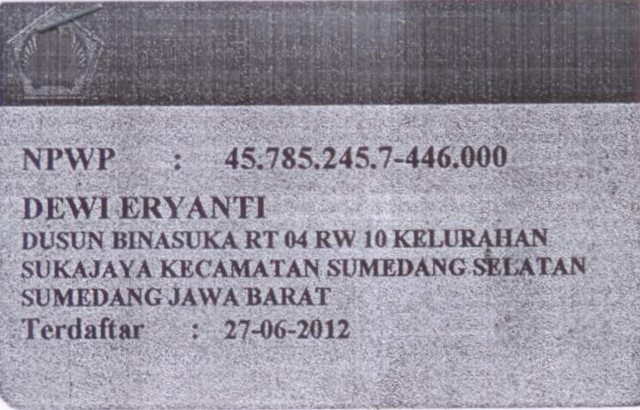 NPWP : 45.785.245.7-446.000
DEWI ERYANTI
DUSUN BINASUKA RT 04 RW 10 KELURAHAN
SUKAJAYA KECAMATAN SUMEDANG SELATAN
SUMEDANG JAWA BARAT
Terdaftar : 27-06-2012